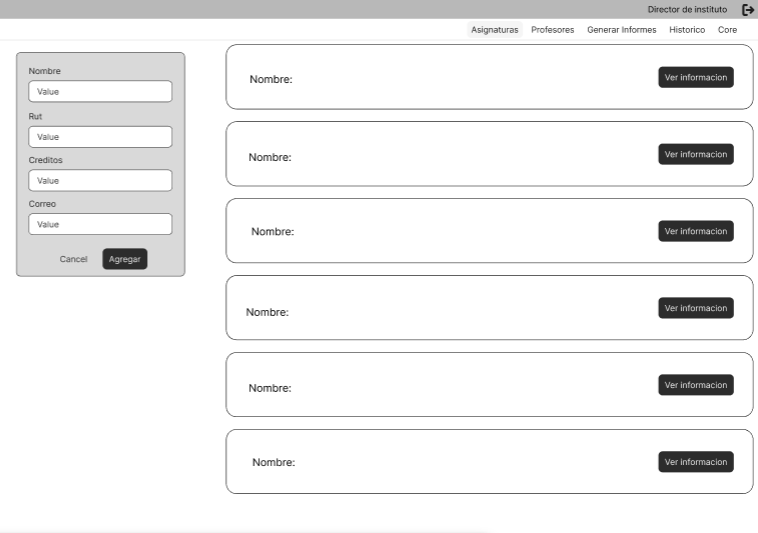 Director de instituto
Asignaturas Profesores Generar Informes Historico Core
Nombre
Value
Rut
Value
Creditos
Value
Correo
Value
Cancel Agregar
Nombre: Ver informacion
Nombre: Ver informacion
Nombre: Ver informacion
Nombre: Ver informacion
Nombre: Ver informacion
Nombre: Ver informacion